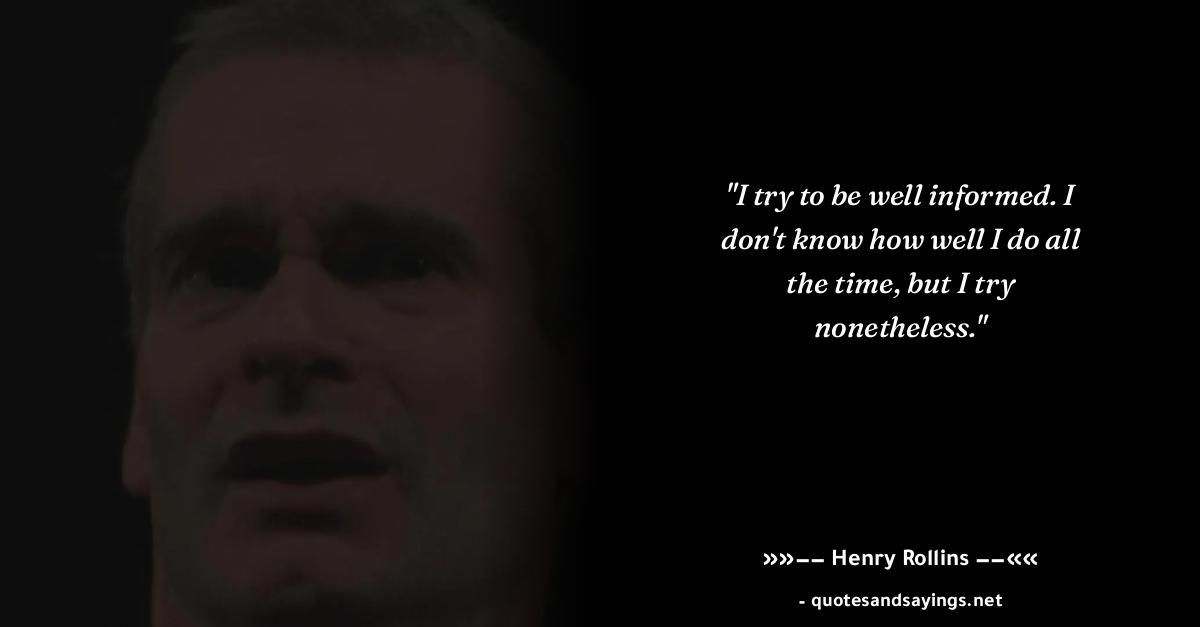 "I try to be well informed. I
don't know how well I do all
the time, but I try
nonetheless."
»»−− Henry Rollins −−««
- quotesandsayings.net